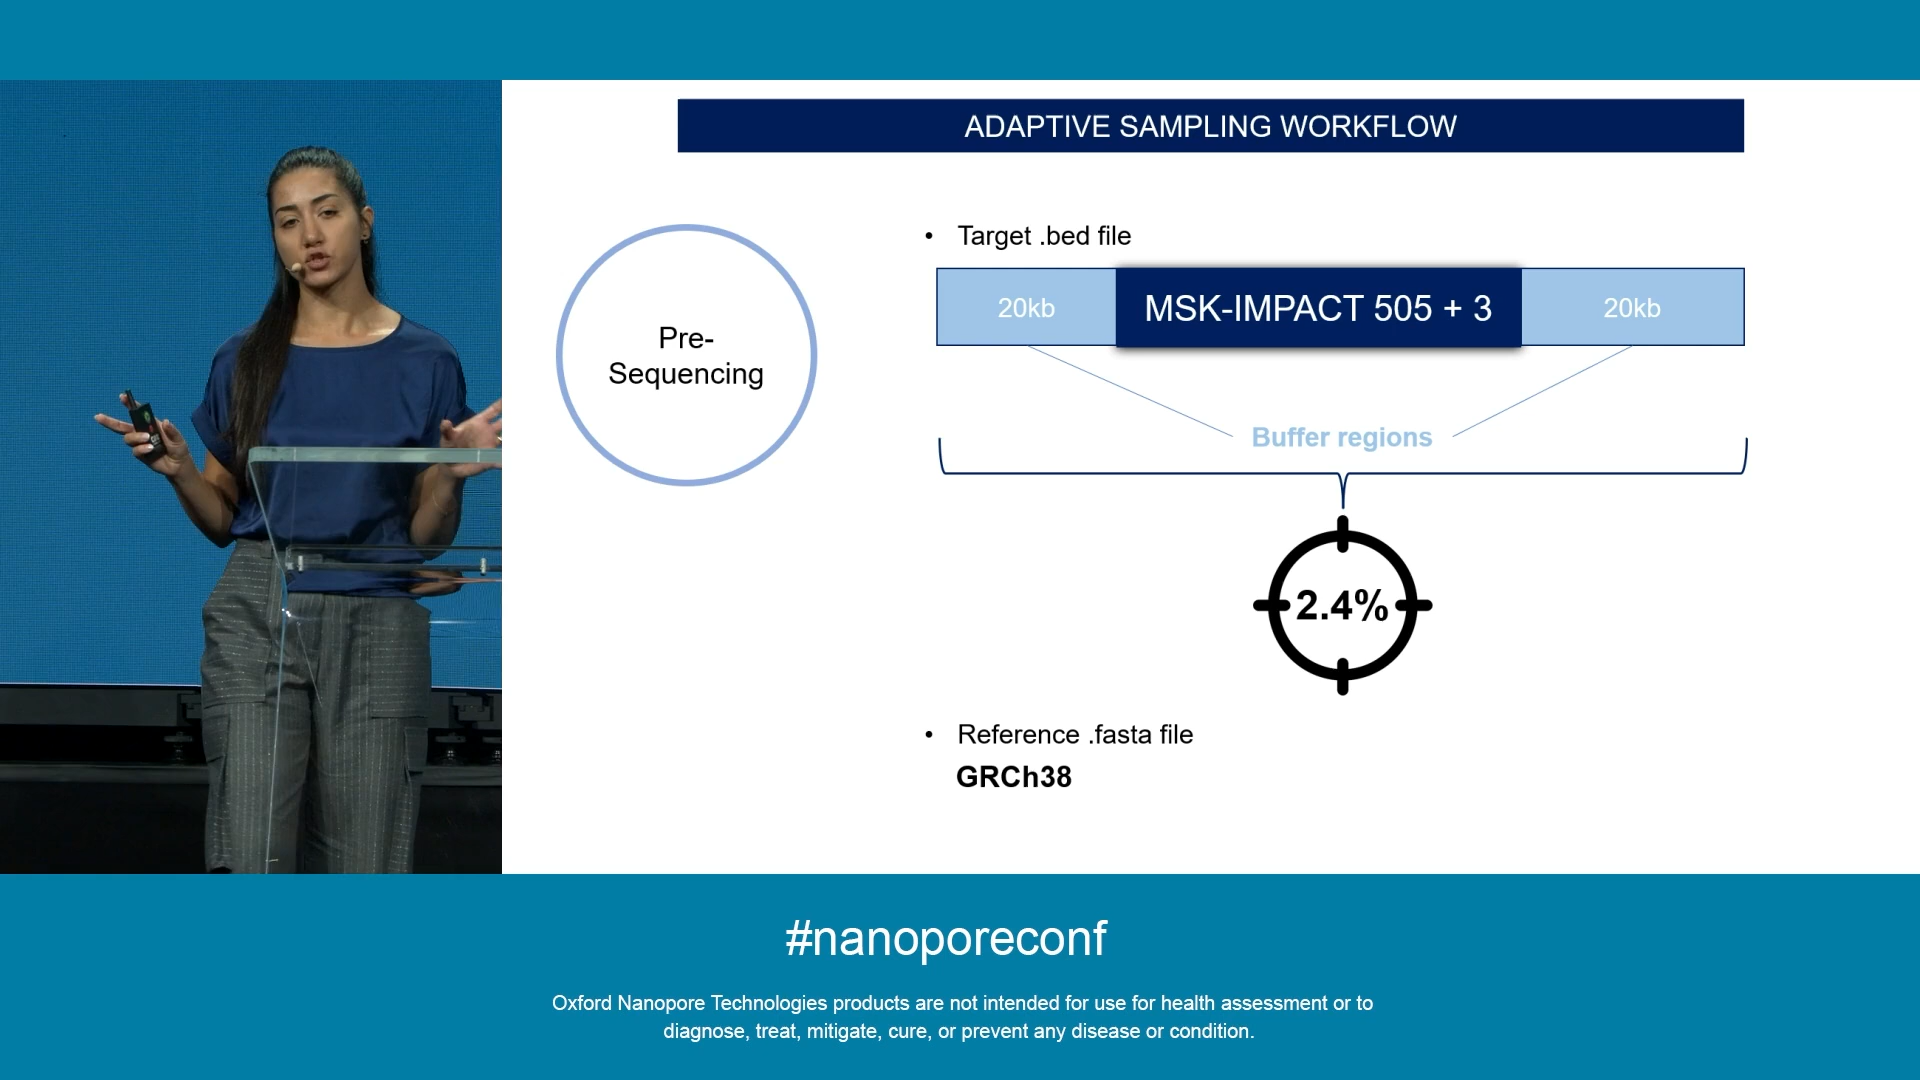 ADAPTIVE SAMPLING WORKFLOW
Pre-
Sequencing
• Target .bed file
20kb
MSK-IMPACT 505 + 3
20kb
Buffer regions
2.4%
• Reference .fasta file
GRCh38
#nanoporeconf
Oxford Nanopore Technologies products are not intended for use for health assessment or to
diagnose, treat, mitigate, cure, or prevent any disease or condition.